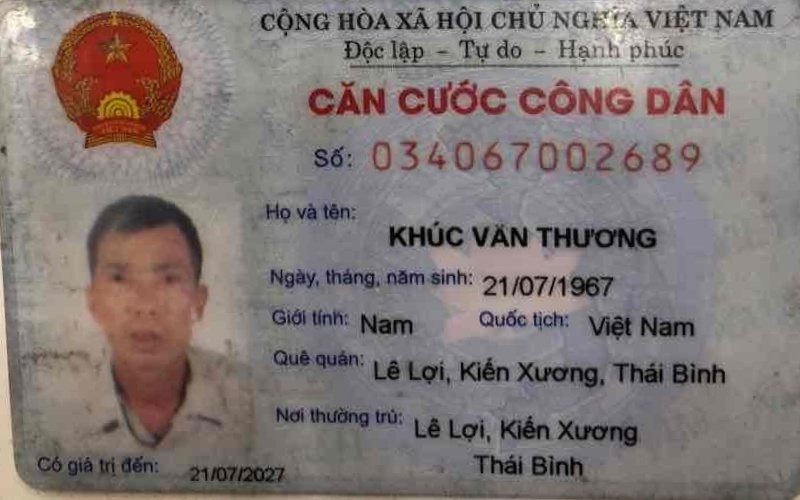 CỘNG HÒA XÃ HỘI CHỦ NGHĨA VIỆT NAM
Độc lập - Tự do - Hạnh phúc
CĂN CƯỚC CÔNG DÂN
Số: 034067002689
Họ và tên:
KHÚC VĂN THƯƠNG
Ngày, tháng, năm sinh: 21/07/1967
Giới tính: Nam Quốc tịch: Việt Nam
Quê quán: Lê Lợi, Kiến Xương, Thái Bình
Nơi thường trú: Lê Lợi, Kiến Xương
Thái Bình
Có giá trị đến: 21/07/2027